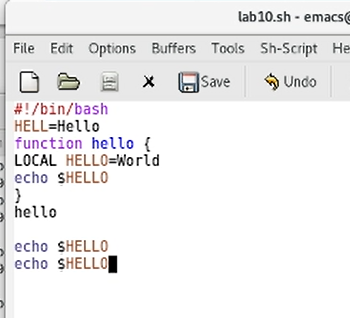 lab10.sh - emacs@
File Edit Options Buffers Tools Sh-Script He
Save Undo
#!/bin/bash
HELL=Hello
function hello {
LOCAL HELLO=World
echo $HELLO
}
hello
echo $HELLO
echo $HELLO